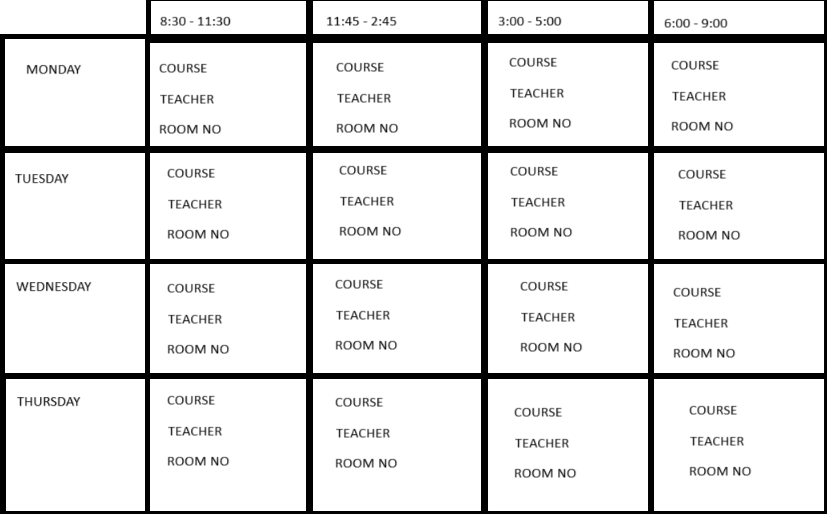 8:30 - 11:30 11:45 - 2:45 3:00 - 5:00 6:00 - 9:00
MONDAY COURSE COURSE COURSE COURSE
TEACHER TEACHER TEACHER TEACHER
ROOM NO ROOM NO ROOM NO ROOM NO
TUESDAY COURSE COURSE COURSE COURSE
TEACHER TEACHER TEACHER TEACHER
ROOM NO ROOM NO ROOM NO ROOM NO
WEDNESDAY COURSE COURSE COURSE COURSE
TEACHER TEACHER TEACHER TEACHER
ROOM NO ROOM NO ROOM NO ROOM NO
THURSDAY COURSE COURSE COURSE COURSE
TEACHER TEACHER TEACHER TEACHER
ROOM NO ROOM NO ROOM NO ROOM NO